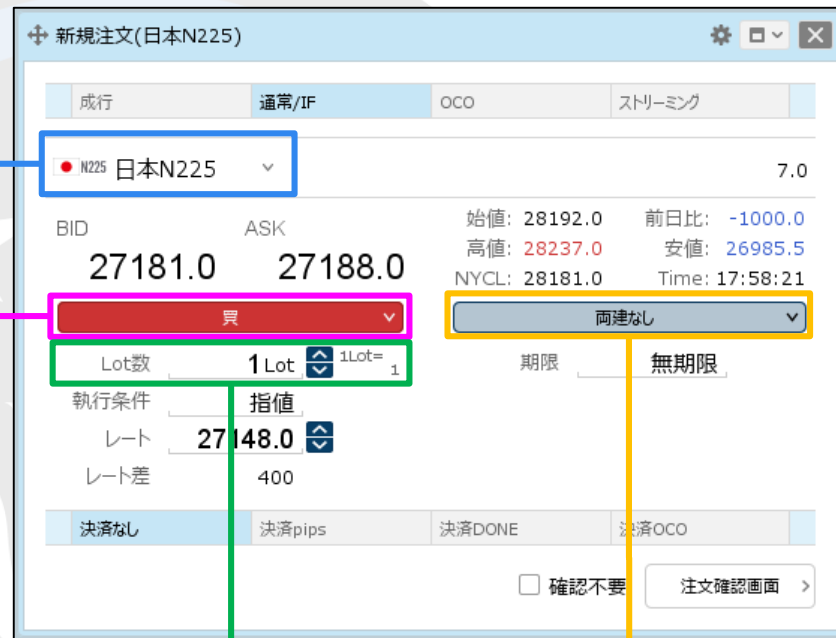 新規注文(日本N225)
成行 通常/IF OCO ストリーミング
N225 日本N225 7.0
BID ASK 始値: 28192.0 前日比: -1000.0
27181.0 27188.0 高値: 28237.0 安値: 26985.5
NYCL: 28181.0 Time: 17:58:21
買 両建なし
Lot数 1 Lot 1Lot= 1 期限 無期限
執行条件 指値
レート 27148.0
レート差 400
決済なし 決済pips 決済DONE 決済OCO
確認不要 注文確認画面